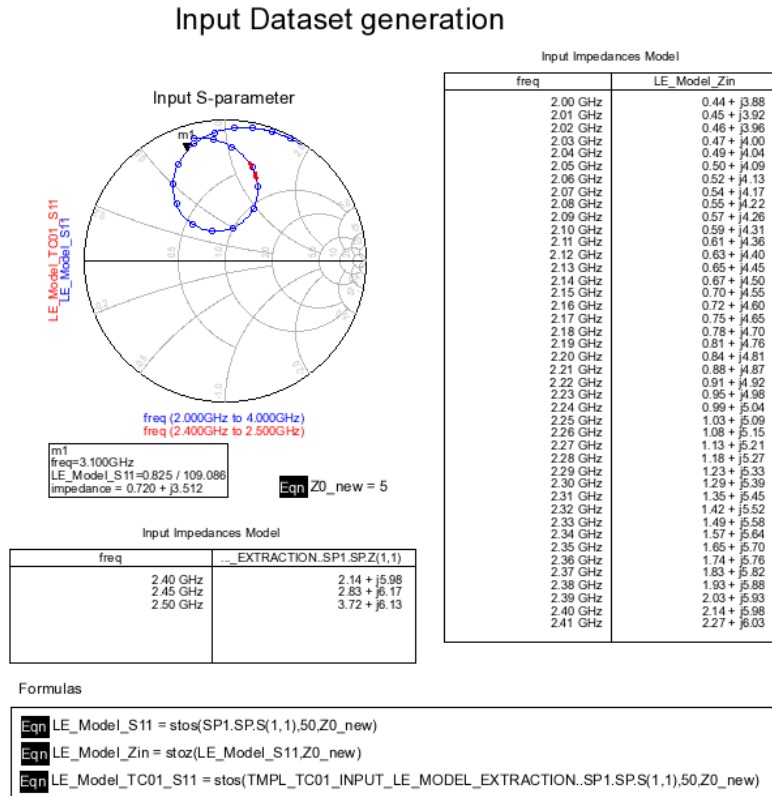 Input Dataset generation
Input S-parameter
m1
LE_Model_TC01_S11
LE_Model_S11
freq (2.000GHz to 4.000GHz)
freq (2.400GHz to 2.500GHz)
m1
freq=3.100GHz
LE_Model_S11=0.825 / 109.086
impedance = 0.720 + j3.512
Eqn Z0_new = 5
Input Impedances Model
freq ..._EXTRACTION..SP1.SP.Z(1,1)
2.40 GHz 2.14 + j5.98
2.45 GHz 2.83 + j6.17
2.50 GHz 3.72 + j6.13
Input Impedances Model
freq LE_Model_Zin
2.00 GHz 0.44 + j3.88
2.01 GHz 0.45 + j3.92
2.02 GHz 0.46 + j3.96
2.03 GHz 0.47 + j4.00
2.04 GHz 0.49 + j4.04
2.05 GHz 0.50 + j4.09
2.06 GHz 0.52 + j4.13
2.07 GHz 0.54 + j4.17
2.08 GHz 0.55 + j4.22
2.09 GHz 0.57 + j4.26
2.10 GHz 0.59 + j4.31
2.11 GHz 0.61 + j4.36
2.12 GHz 0.63 + j4.40
2.13 GHz 0.65 + j4.45
2.14 GHz 0.67 + j4.50
2.15 GHz 0.70 + j4.55
2.16 GHz 0.72 + j4.60
2.17 GHz 0.75 + j4.65
2.18 GHz 0.78 + j4.70
2.19 GHz 0.81 + j4.76
2.20 GHz 0.84 + j4.81
2.21 GHz 0.88 + j4.87
2.22 GHz 0.91 + j4.92
2.23 GHz 0.95 + j4.98
2.24 GHz 0.99 + j5.04
2.25 GHz 1.03 + j5.09
2.26 GHz 1.08 + j5.15
2.27 GHz 1.13 + j5.21
2.28 GHz 1.18 + j5.27
2.29 GHz 1.23 + j5.33
2.30 GHz 1.29 + j5.39
2.31 GHz 1.35 + j5.45
2.32 GHz 1.42 + j5.52
2.33 GHz 1.49 + j5.58
2.34 GHz 1.57 + j5.64
2.35 GHz 1.65 + j5.70
2.36 GHz 1.74 + j5.76
2.37 GHz 1.83 + j5.82
2.38 GHz 1.93 + j5.88
2.39 GHz 2.03 + j5.93
2.40 GHz 2.14 + j5.98
2.41 GHz 2.27 + j6.03
Formulas
Eqn LE_Model_S11 = stos(SP1.SP.S(1,1),50,Z0_new)
Eqn LE_Model_Zin = stoz(LE_Model_S11,Z0_new)
Eqn LE_Model_TC01_S11 = stos(TMPL_TC01_INPUT_LE_MODEL_EXTRACTION..SP1.SP.S(1,1),50,Z0_new)